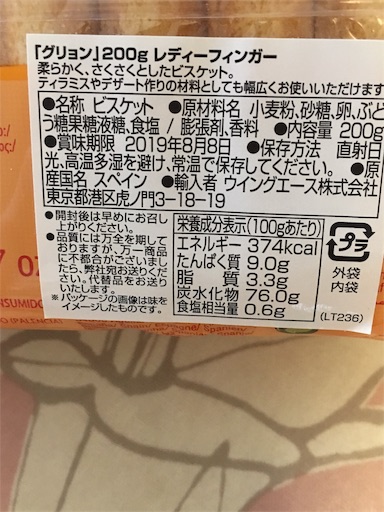 「グリョン」200g レディーフィンガー
柔らかく、さくさくとしたビスケット。
ティラミスやデザート作りの材料としても幅広くお使いいただけます
●名称 ビスケット ●原材料名 小麦粉、砂糖、卵、ぶど
う糖果糖液糖、食塩 / 膨張剤、香料 ●内容量 200g
●賞味期限 2019年8月8日 ●保存方法 直射日
光、高温多湿を避け、常温で保存してください。 ●原
産国名 スペイン ●輸入者 ウイングエース株式会社
東京都港区虎ノ門3-18-19
●開封後は早めにお召し
上がりください。
●品質には万全を期して
おりますが、万一商品
に不都合がございまし
たら、弊社宛お送りくだ
さい。代替品をお送り
いたします。
※パッケージの画像は味を
イメージしたものです。
栄養成分表示(100gあたり)
エネルギー 374kcal
たんぱく質 9.0g
脂 質 3.3g
炭水化物 76.0g
食塩相当量 0.6g
プラ
外袋
内袋
(LT236)
7 OZ
NSUMIDO
(PALENCIA)